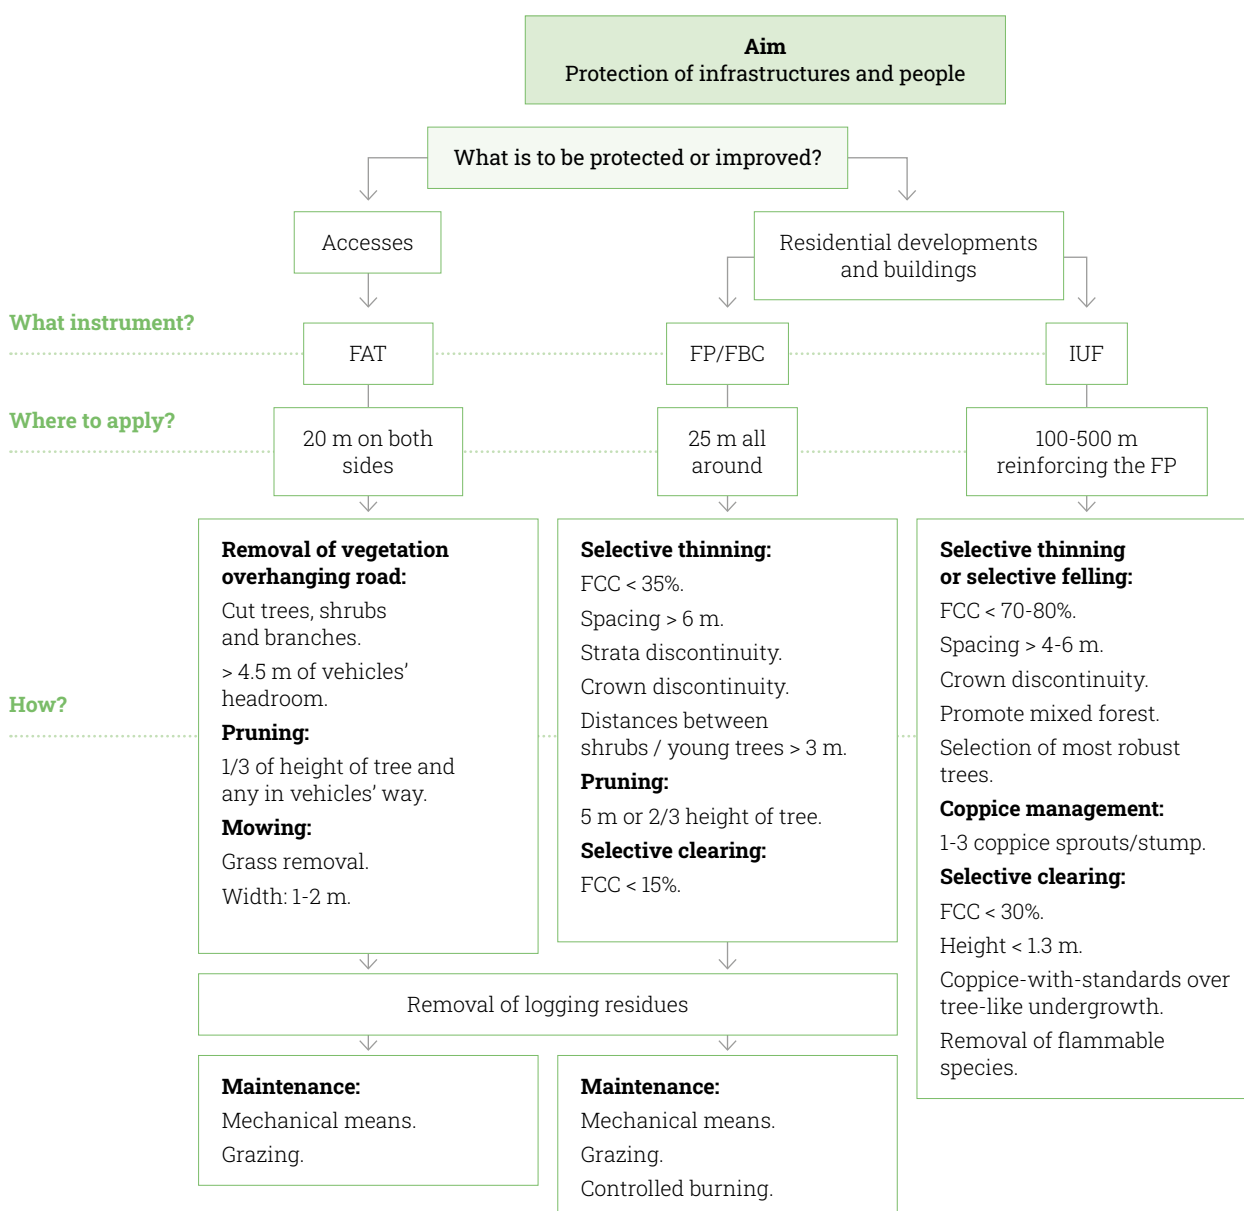 Aim
Protection of infrastructures and people
What is to be protected or improved?
Accesses
Residential developments
and buildings
What instrument?
FAT
FP/FBC
IUF
Where to apply?
20 m on both
sides
25 m all
around
100-500 m
reinforcing the FP
How?
Removal of vegetation
overhanging road:
Cut trees, shrubs
and branches.
> 4.5 m of vehicles’
headroom.
Pruning:
1/3 of height of tree and
any in vehicles’ way.
Mowing:
Grass removal.
Width: 1-2 m.
Selective thinning:
FCC < 35%.
Spacing > 6 m.
Strata discontinuity.
Crown discontinuity.
Distances between
shrubs / young trees > 3 m.
Pruning:
5 m or 2/3 height of tree.
Selective clearing:
FCC < 15%.
Selective thinning
or selective felling:
FCC < 70-80%.
Spacing > 4-6 m.
Crown discontinuity.
Promote mixed forest.
Selection of most robust
trees.
Coppice management:
1-3 coppice sprouts/stump.
Selective clearing:
FCC < 30%.
Height < 1.3 m.
Coppice-with-standards over
tree-like undergrowth.
Removal of flammable
species.
Removal of logging residues
Maintenance:
Mechanical means.
Grazing.
Maintenance:
Mechanical means.
Grazing.
Controlled burning.